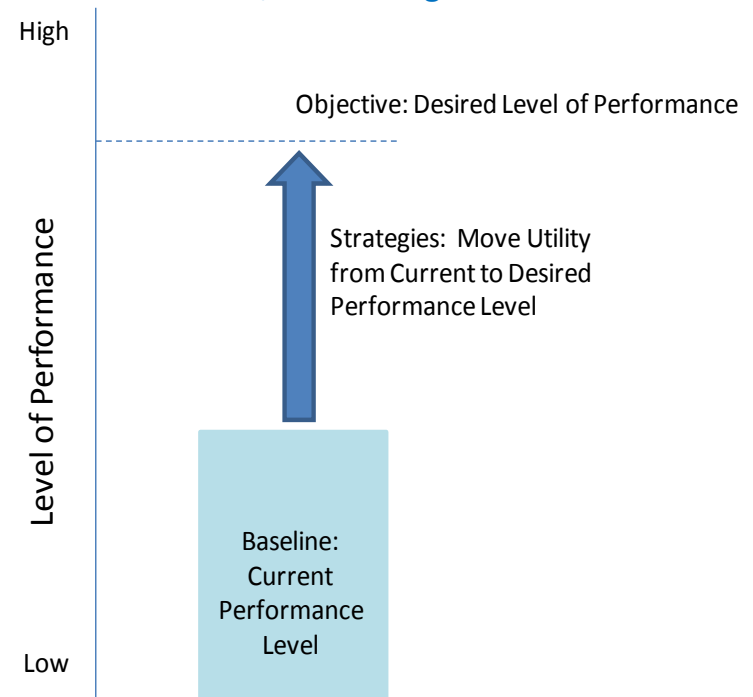 High
Objective: Desired Level of Performance
Strategies: Move Utility
from Current to Desired
Performance Level
Level of Performance
Baseline:
Current
Performance
Level
Low